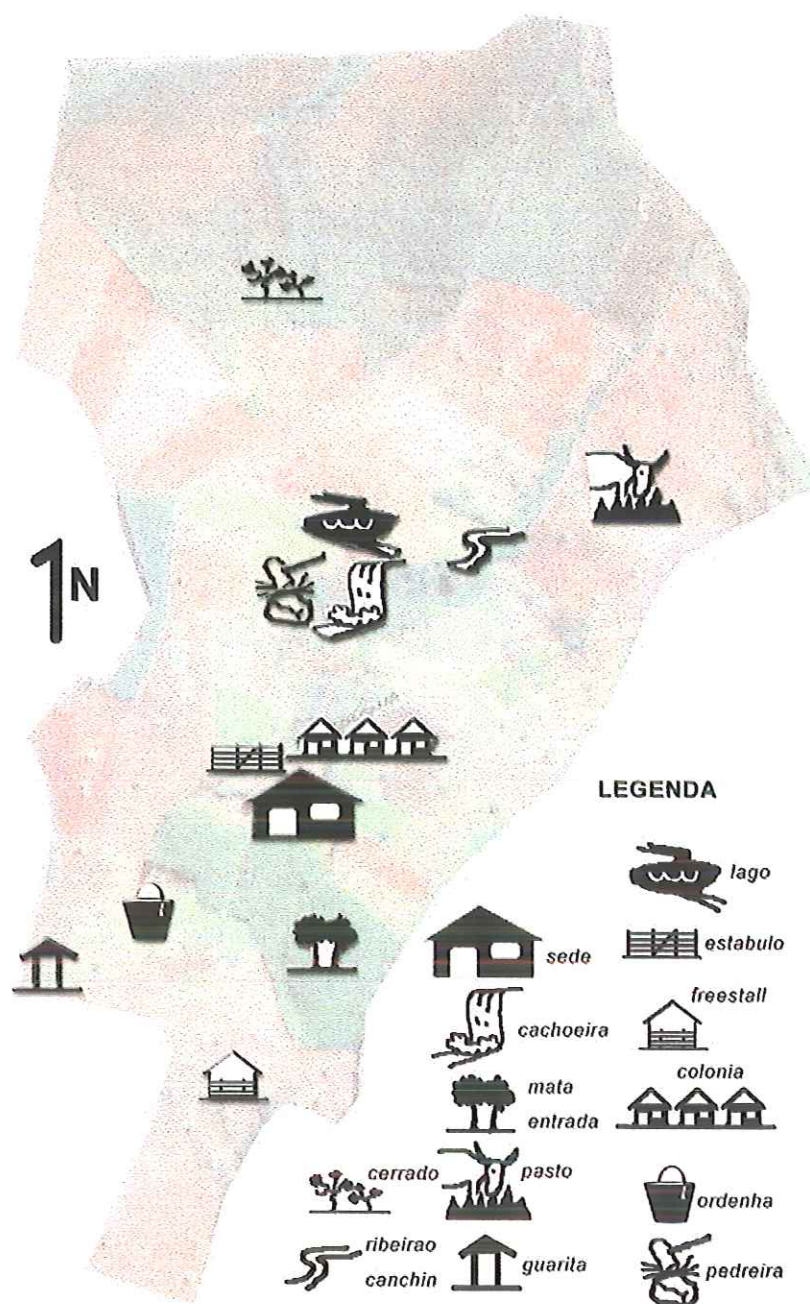 N
LEGENDA
lago
sede
estabulo
cachoeira
freestall
mata
entrada
colonia
cerrado
pasto
ordenha
ribeirao
canchin
guarita
pedreira